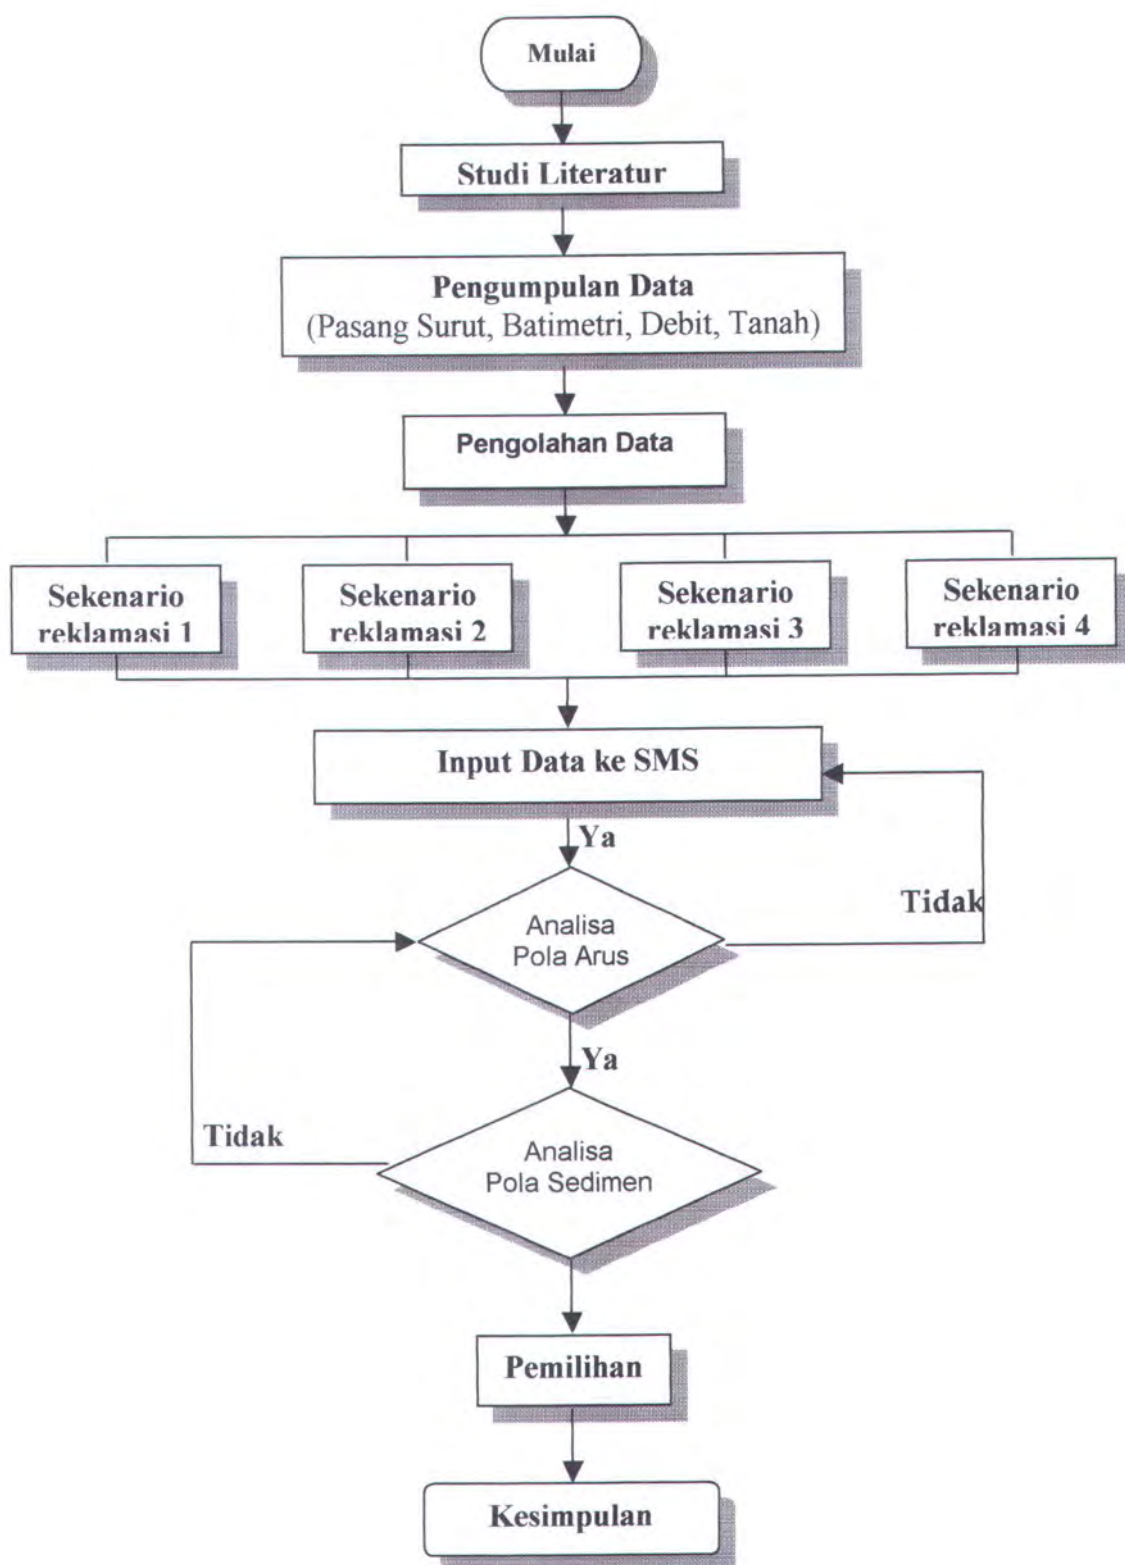 Mulai
Studi Literatur
Pengumpulan Data
(Pasang Surut, Batimetri, Debit, Tanah)
Pengolahan Data
Sekenario
reklamasi 1
Sekenario
reklamasi 2
Sekenario
reklamasi 3
Sekenario
reklamasi 4
Input Data ke SMS
Ya
Analisa
Pola Arus
Tidak
Ya
Analisa
Pola Sedimen
Tidak
Pemilihan
Kesimpulan